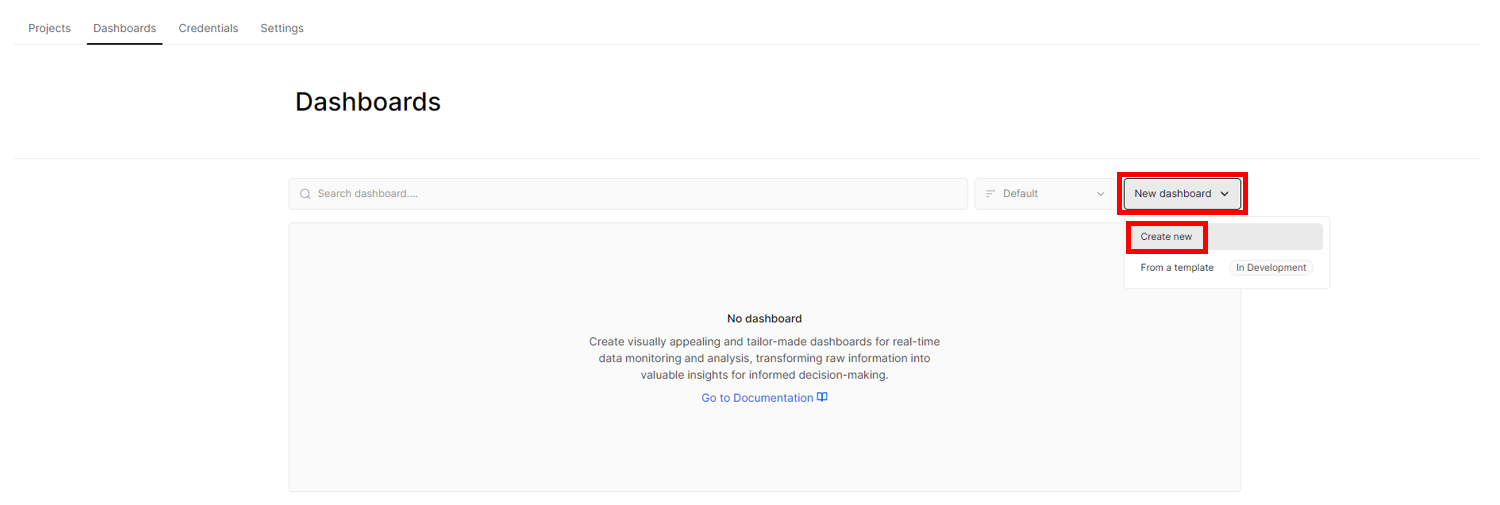 Projects Dashboards Credentials Settings
Dashboards
Search dashboard.... Default New dashboard
Create new
From a template In Development
No dashboard
Create visually appealing and tailor-made dashboards for real-time
data monitoring and analysis, transforming raw information into
valuable insights for informed decision-making.
Go to Documentation